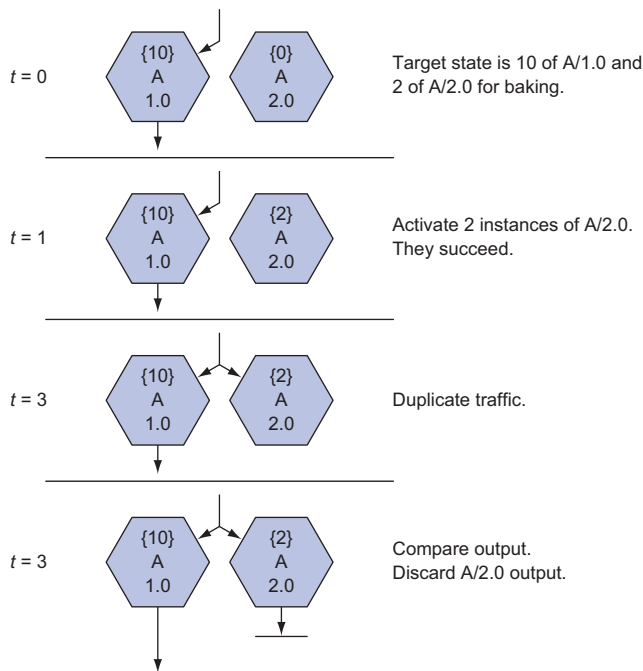 t = 0
{10}
A
1.0
{0}
A
2.0
Target state is 10 of A/1.0 and
2 of A/2.0 for baking.
t = 1
{10}
A
1.0
{2}
A
2.0
Activate 2 instances of A/2.0.
They succeed.
t = 3
{10}
A
1.0
{2}
A
2.0
Duplicate traffic.
t = 3
{10}
A
1.0
{2}
A
2.0
Compare output.
Discard A/2.0 output.